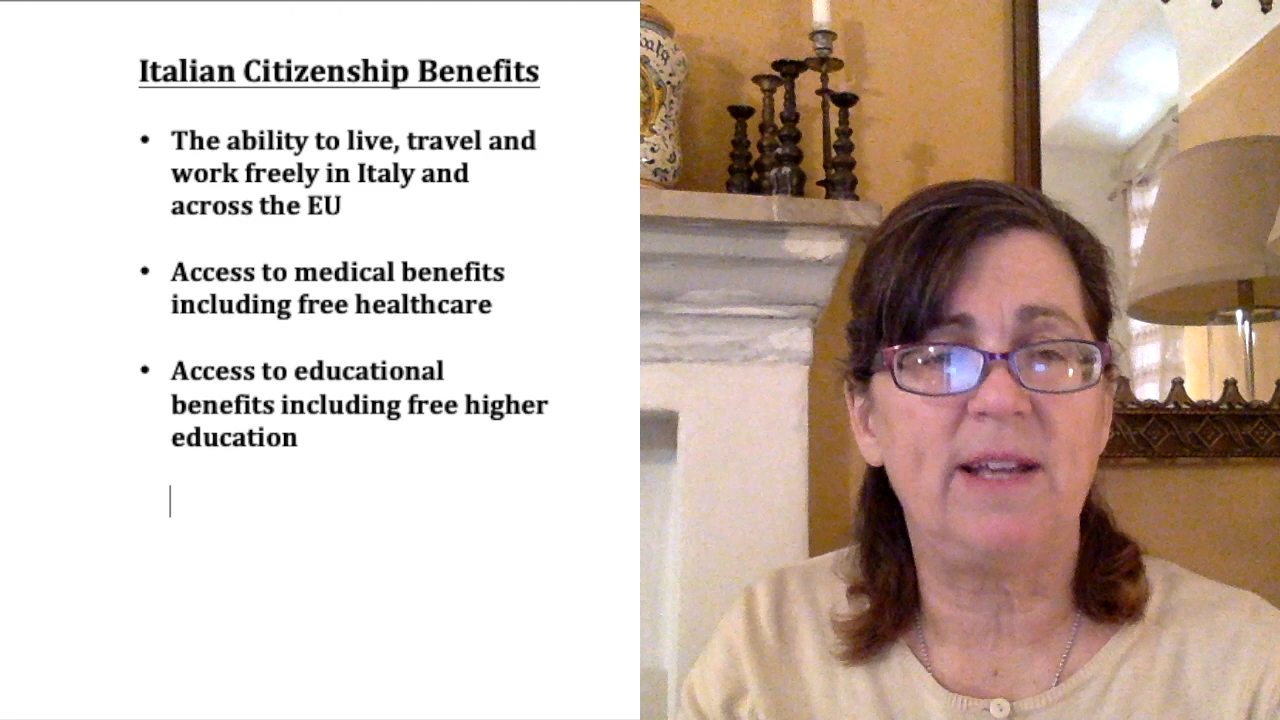 Italian Citizenship Benefits
• The ability to live, travel and
work freely in Italy and
across the EU
• Access to medical benefits
including free healthcare
• Access to educational
benefits including free higher
education